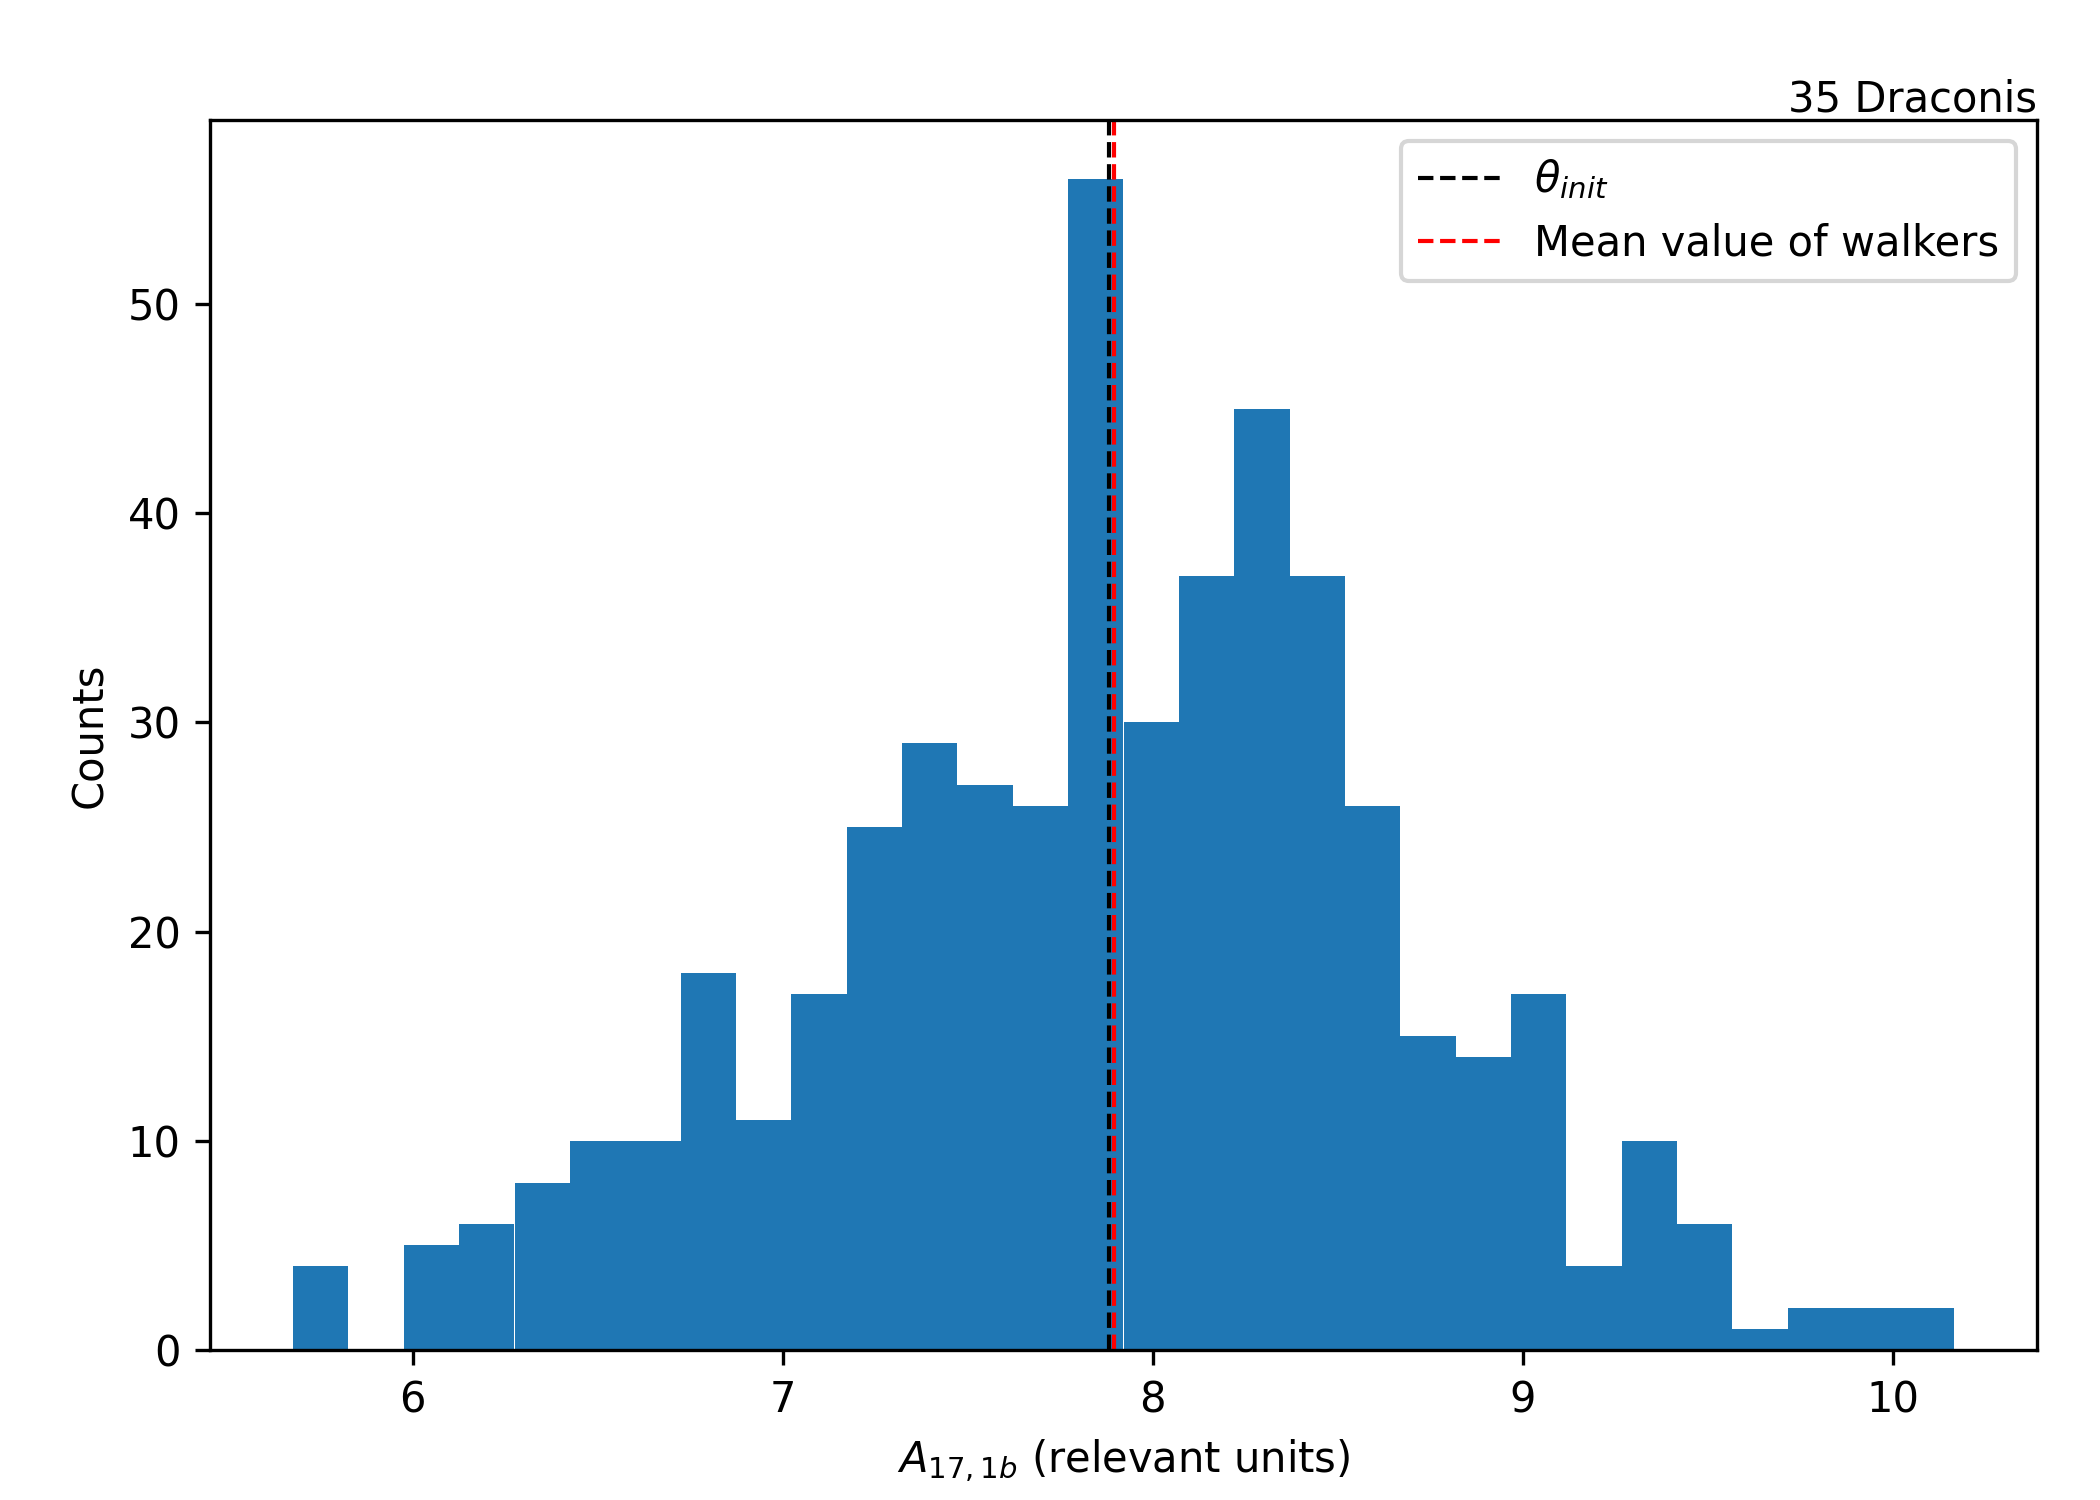 35 Draconis
θinit
Mean value of walkers
50
40
30
20
10
0
Counts
6 7 8 9 10
A17,1b (relevant units)